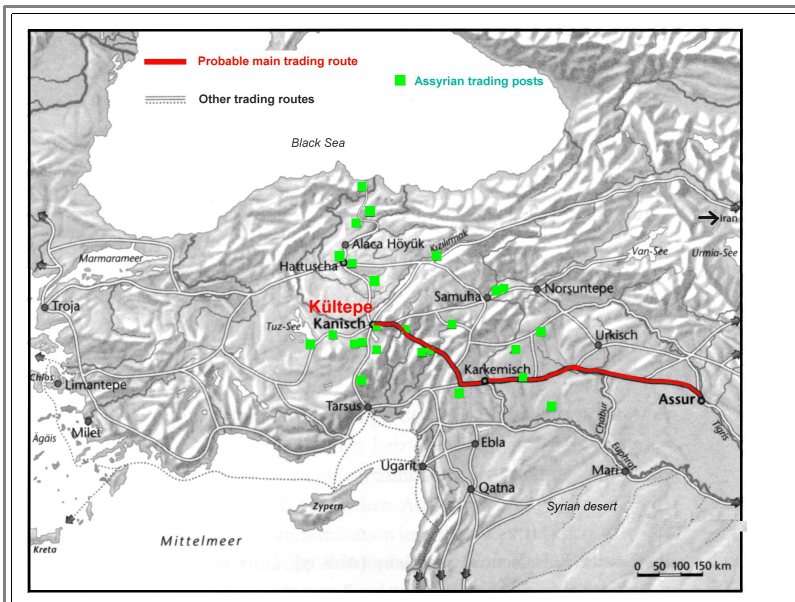 Probable main trading route
Assyrian trading posts
Other trading routes
Black Sea
Iran
Alaca Höyük
Kızılırmak
Marmarameer
Hattuscha
Van-See
Urmia-See
Samuha
Norsuntepe
Troja
Kültepe
Tuz-See
Kanisch
Urkisch
Karkemisch
Chios
Limantepe
Assur
Tarsus
Chabur
Milet
Tigris
Ägäis
Ebla
Euphrat
Ugarit
Mari
Qatna
Zypern
Syrian desert
Mittelmeer
Kreta
0 50 100 150 km